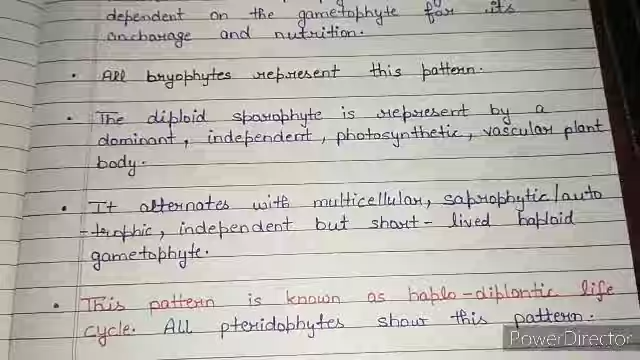 dependent on the gametophyte for its
anchorage and nutrition.
• All bryophytes represent this pattern.
• The diploid sporophyte is represent by a
dominant, independent, photosynthetic, vascular plant
body.
• It alternates with multicellular, saprophytic/auto
-trophic, independent but short-lived haploid
gametophyte.
• This pattern is known as haplo-diplontic life
cycle. All pteridophytes show this pattern.
PowerDirector